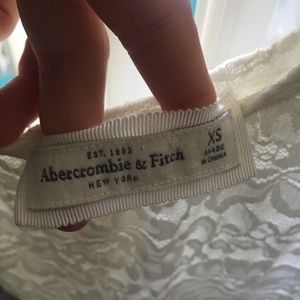 EST. 1892
Abercrombie & Fitch
NEW YORK
XS
MADE
IN CHINA